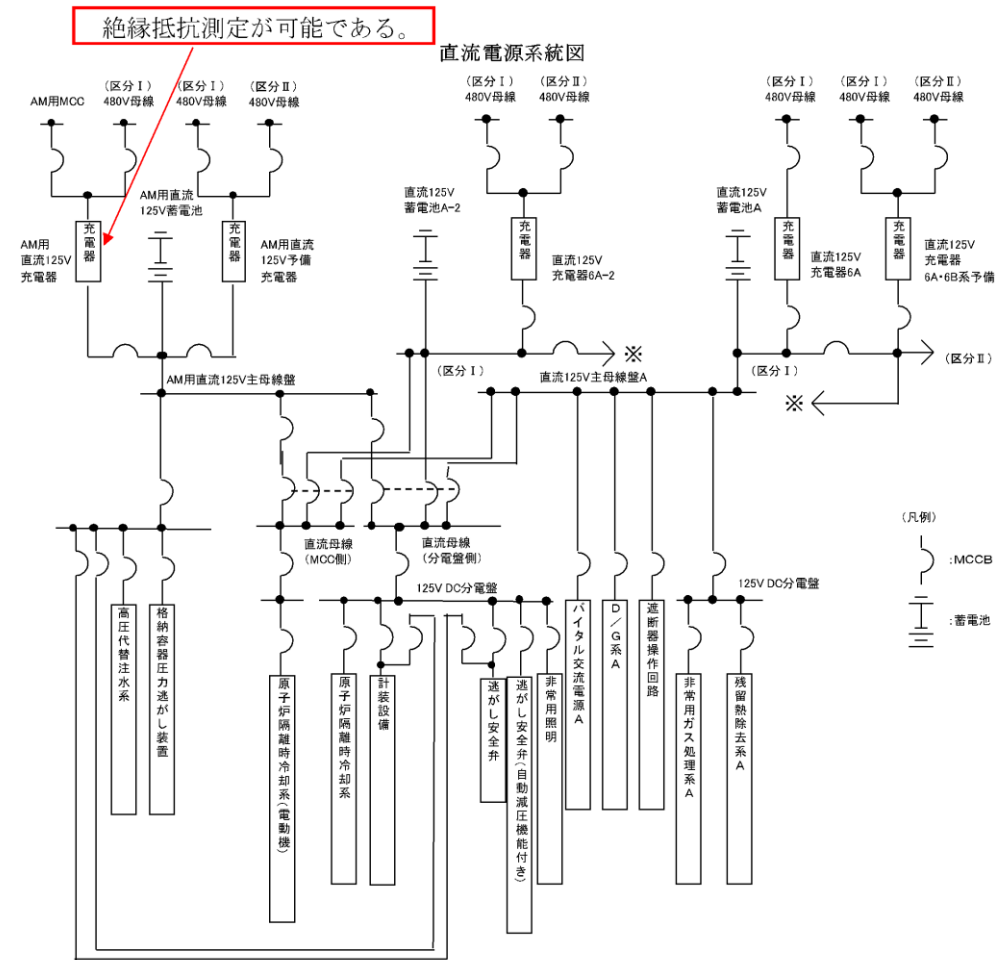 絶縁抵抗測定が可能である。
直流電源系統図
AM用MCC
(区分Ⅰ)
480V母線
(区分Ⅰ)
480V母線
(区分Ⅱ)
480V母線
(区分Ⅰ)
480V母線
(区分Ⅱ)
480V母線
(区分Ⅰ)
480V母線
(区分Ⅰ)
480V母線
(区分Ⅱ)
480V母線
AM用
直流125V
充電器
充電器
AM用直流
125V蓄電池
充電器
AM用直流
125V予備
充電器
直流125V
蓄電池A-2
充電器
直流125V
充電器6A-2
直流125V
蓄電池A
充電器
直流125V
充電器6A
充電器
直流125V
充電器
6A・6B系予備
※
(区分Ⅱ)
(区分Ⅰ)
(区分Ⅰ)
AM用直流125V主母線盤
直流125V主母線盤A
※
直流母線
(MCC側)
直流母線
(分電盤側)
125V DC分電盤
125V DC分電盤
高圧代替注水系
格納容器圧力逃がし装置
原子炉隔離時冷却系(電動機)
原子炉隔離時冷却系
計装設備
逃がし安全弁
逃がし安全弁(自動減圧機能付き)
非常用照明
バイタル交流電源A
D/G系A
遮断器操作回路
非常用ガス処理系A
残留熱除去系A
(凡例)
:MCCB
:蓄電池